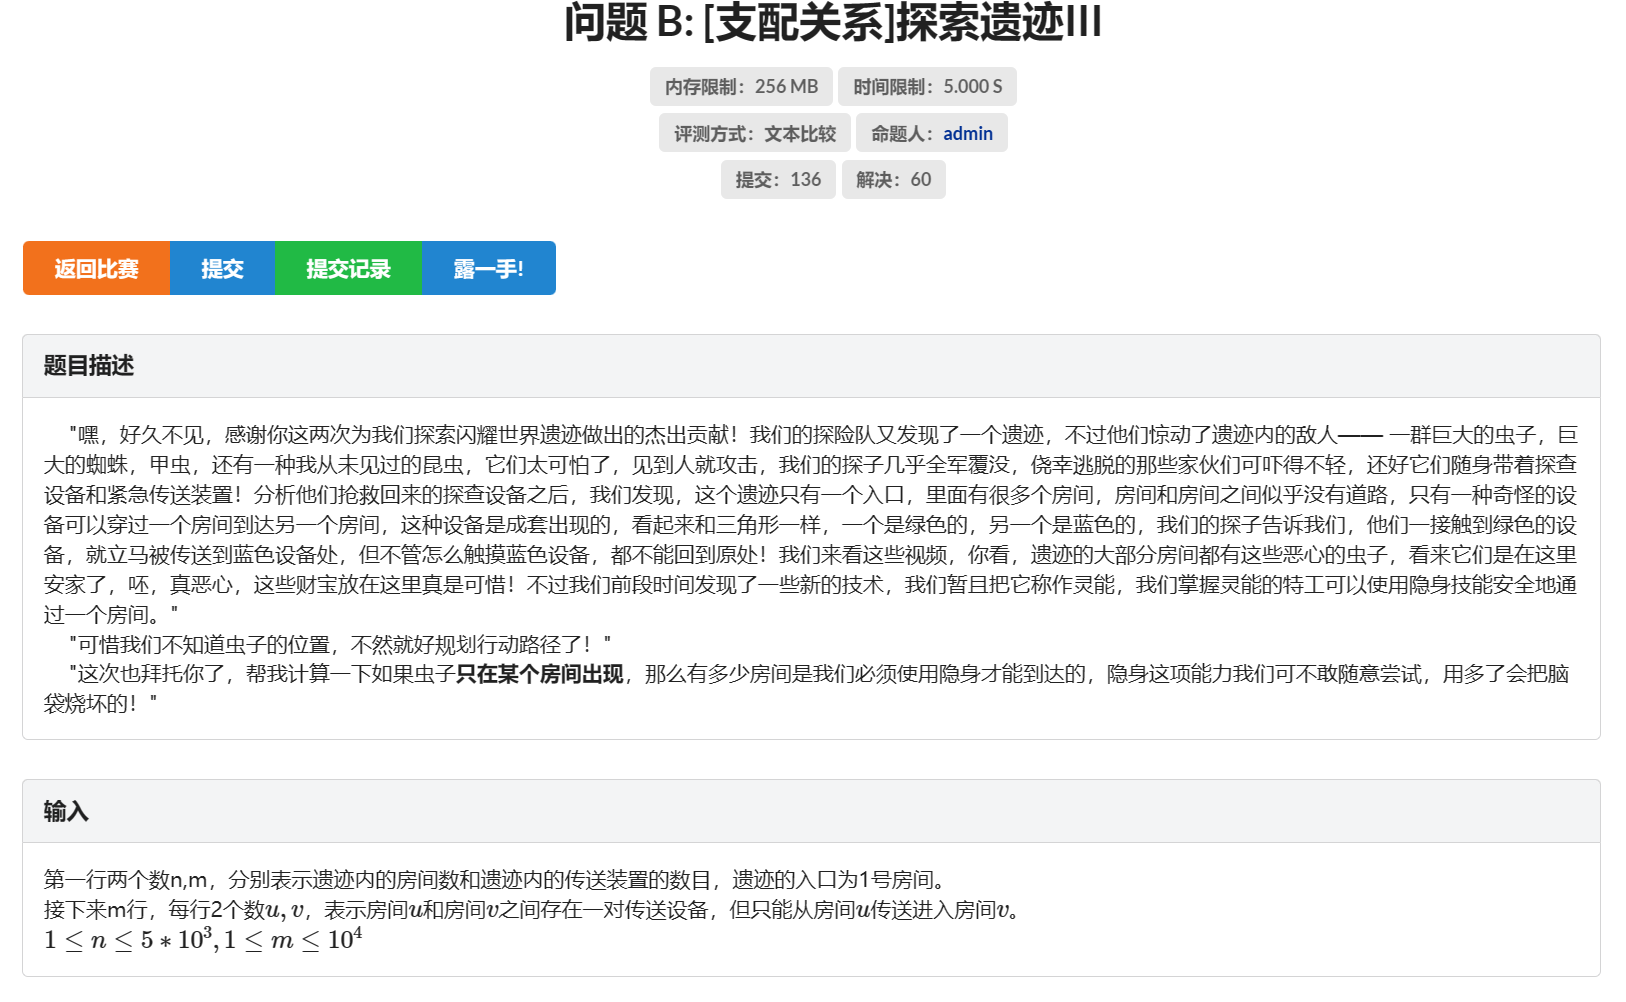 问题 B: [支配关系]探索遗迹III
内存限制：256 MB 时间限制：5.000 S
评测方式：文本比较 命题人：admin
提交：136 解决：60
返回比赛 提交 提交记录 露一手!
题目描述
"嘿，好久不见，感谢你这两次为我们探索闪耀世界遗迹做出的杰出贡献！我们的探险队又发现了一个遗迹，不过他们惊动了遗迹内的敌人—— 一群巨大的虫子，巨
大的蜘蛛，甲虫，还有一种我从未见过的昆虫，它们太可怕了，见到人就攻击，我们的探子几乎全军覆没，侥幸逃脱的那些家伙们可吓得不轻，还好它们随身带着探查
设备和紧急传送装置！分析他们抢救回来的探查设备之后，我们发现，这个遗迹只有一个入口，里面有很多个房间，房间和房间之间似乎没有道路，只有一种奇怪的设
备可以穿过一个房间到达另一个房间，这种设备是成套出现的，看起来和三角形一样，一个是绿色的，另一个是蓝色的，我们的探子告诉我们，他们一接触到绿色的设
备，就立马被传送到蓝色设备处，但不管怎么触摸蓝色设备，都不能回到原处！我们来看这些视频，你看，遗迹的大部分房间都有这些恶心的虫子，看来它们是在这里
安家了，呸，真恶心，这些财宝放在这里真是可惜！不过我们前段时间发现了一些新的技术，我们暂且把它称作灵能，我们掌握灵能的特工可以使用隐身技能安全地通
过一个房间。"
"可惜我们不知道虫子的位置，不然就好规划行动路径了！"
"这次也拜托你了，帮我计算一下如果虫子只在某个房间出现，那么有多少房间是我们必须使用隐身才能到达的，隐身这项能力我们可不敢随意尝试，用多了会把脑
袋烧坏的！"
输入
第一行两个数n,m，分别表示遗迹内的房间数和遗迹内的传送装置的数目，遗迹的入口为1号房间。
接下来m行，每行2个数u, v，表示房间u和房间v之间存在一对传送设备，但只能从房间u传送进入房间v。
1 ≤ n ≤ 5 * 10³, 1 ≤ m ≤ 10⁴